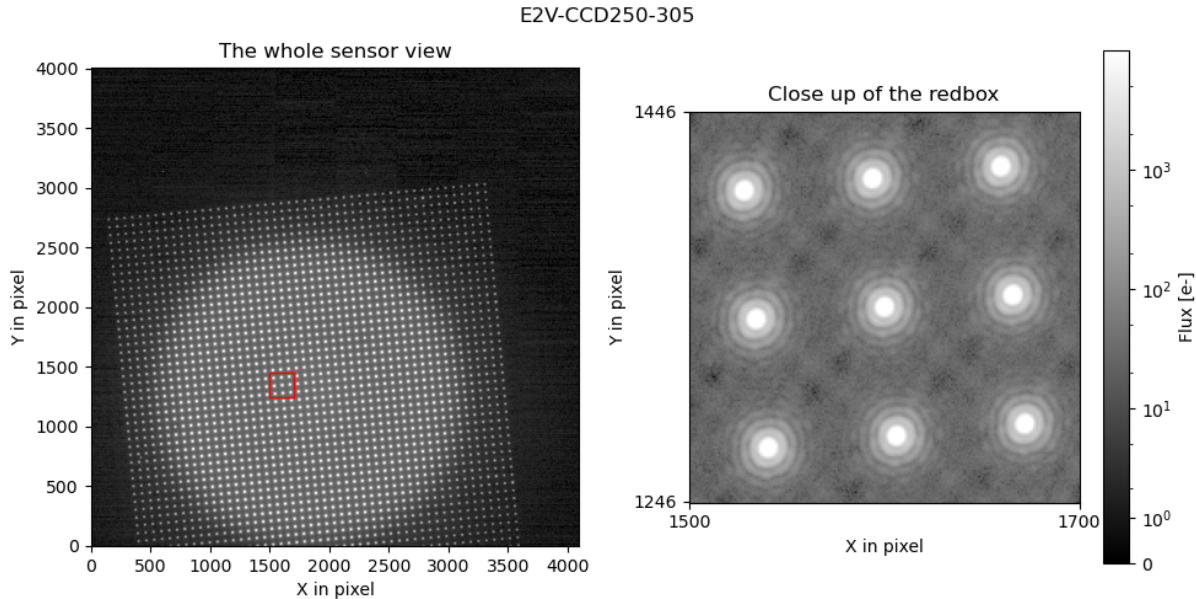 E2V-CCD250-305
The whole sensor view
4000
3500
3000
2500
2000
1500
1000
500
0
Y in pixel
0 500 1000 1500 2000 2500 3000 3500 4000
X in pixel
Close up of the redbox
1446
1246
Y in pixel
1500 1700
X in pixel
10³
10²
10¹
10⁰
0
Flux [e-]